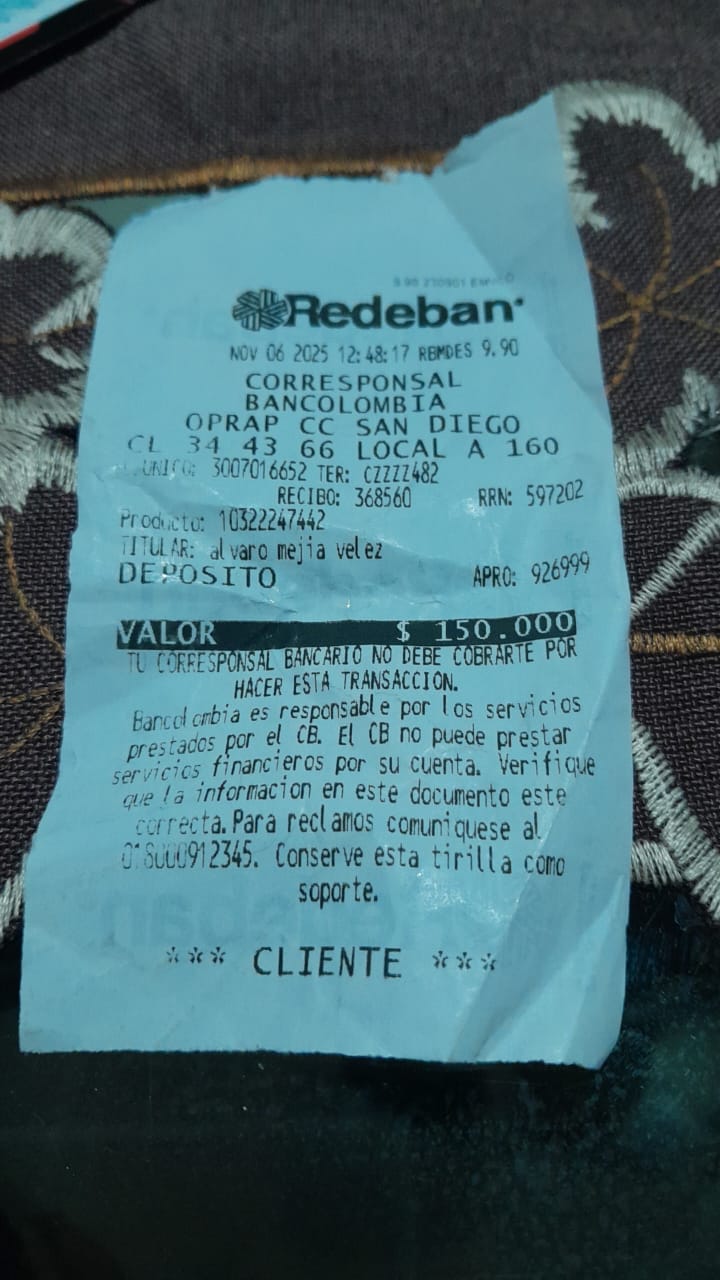 Redeban
NOV 06 2025 12:48:17 RBMDES 9.90
CORRESPONSAL
BANCOLOMBIA
OPRAP CC SAN DIEGO
CL 34 43 66 LOCAL A 160
UNICO: 3007016652 TER: CZZZZ482
RECIBO: 368560 RRN: 597202
Producto: 10322247442
TITULAR: alvaro mejia velez
DEPOSITO APRO: 926999
VALOR $ 150.000
TU CORRESPONSAL BANCARIO NO DEBE COBRARTE POR
HACER ESTA TRANSACCION.
Bancolombia es responsable por los servicios
prestados por el CB. El CB no puede prestar
servicios financieros por su cuenta. Verifique
que la informacion en este documento este
correcta.Para reclamos comuniquese al
018000912345. Conserve esta tirilla como
soporte.
*** CLIENTE ***